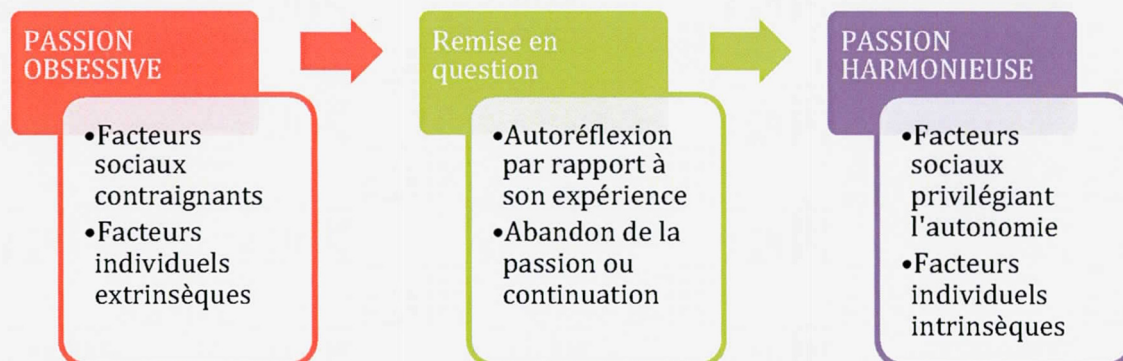 PASSION
OBSESSIVE
•Facteurs
sociaux
contraignants
•Facteurs
individuels
extrinsèques
Remise en
question
•Autoréflexion
par rapport à
son expérience
•Abandon de la
passion ou
continuation
PASSION
HARMONIEUSE
•Facteurs
sociaux
privilégiant
l'autonomie
•Facteurs
individuels
intrinsèques